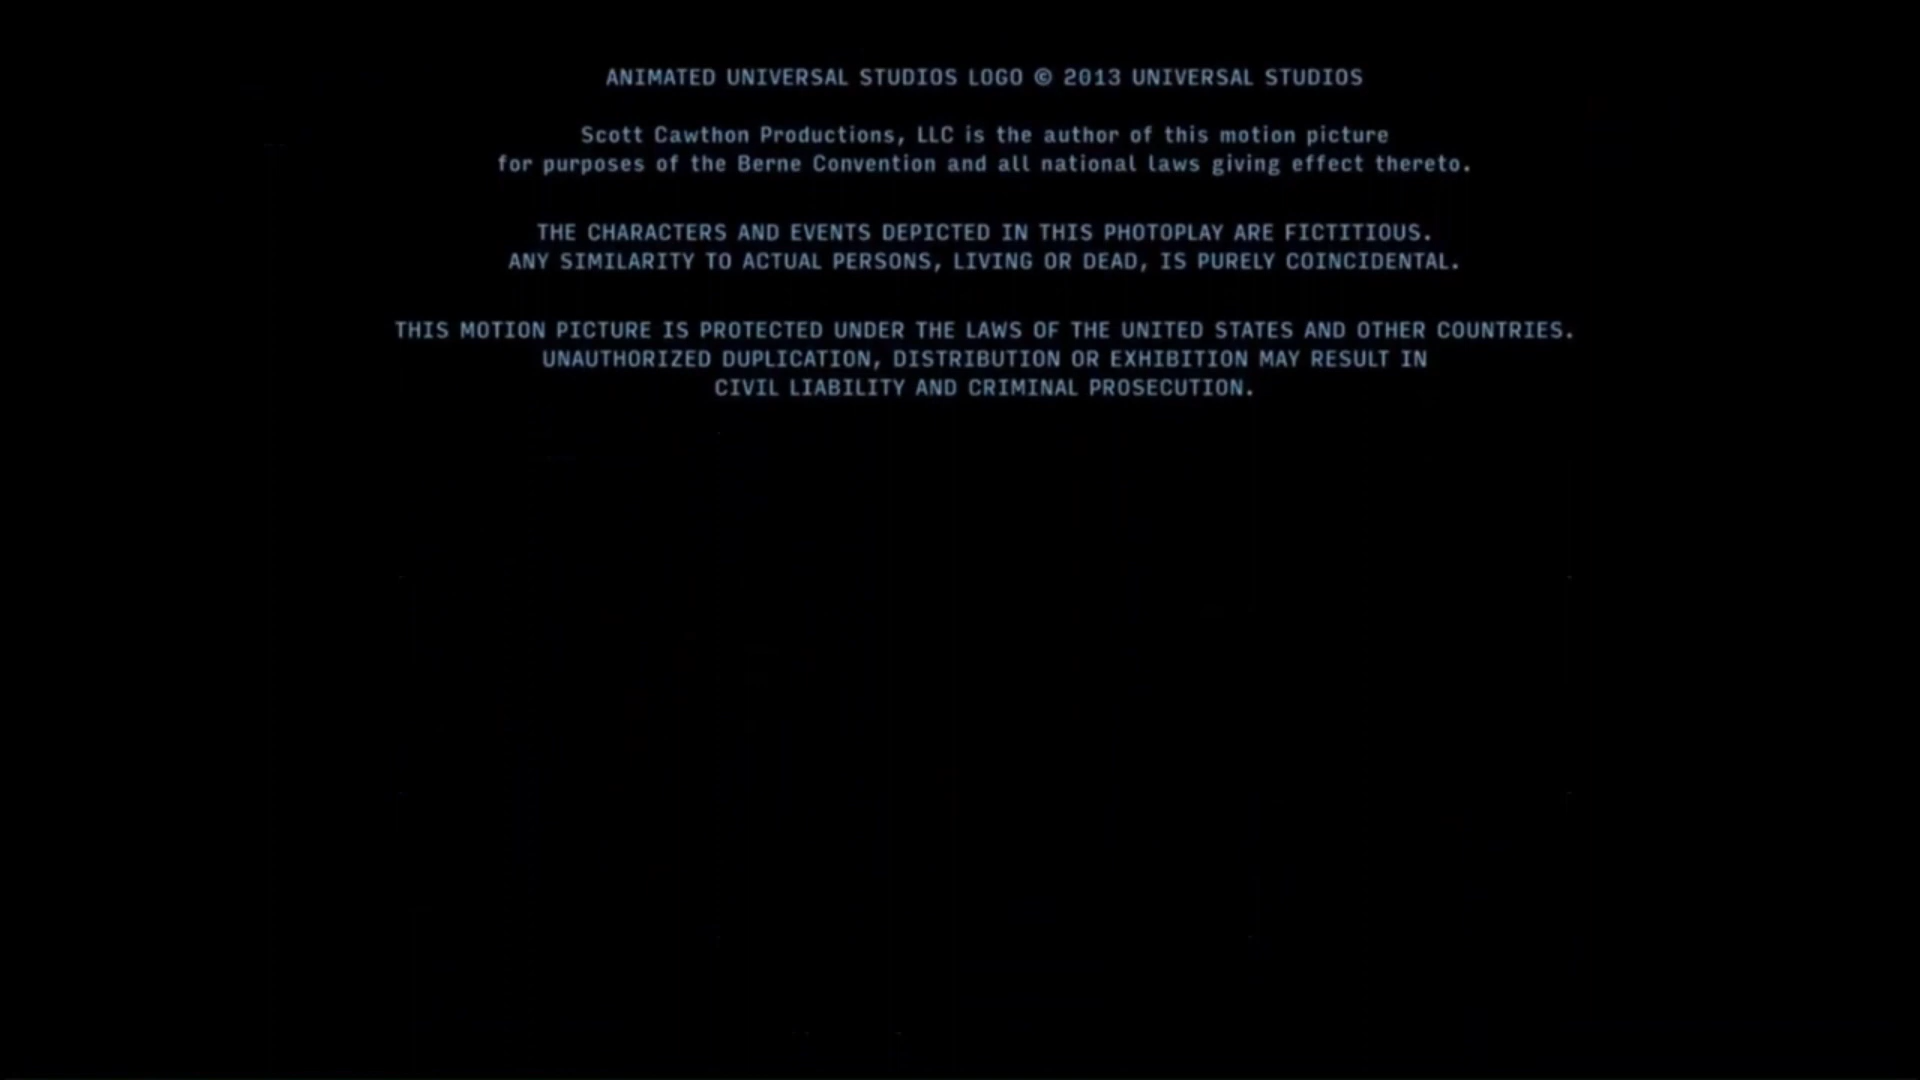 ANIMATED UNIVERSAL STUDIOS LOGO © 2013 UNIVERSAL STUDIOS
Scott Cawthon Productions, LLC is the author of this motion picture
for purposes of the Berne Convention and all national laws giving effect thereto.
THE CHARACTERS AND EVENTS DEPICTED IN THIS PHOTOPLAY ARE FICTITIOUS.
ANY SIMILARITY TO ACTUAL PERSONS, LIVING OR DEAD, IS PURELY COINCIDENTAL.
THIS MOTION PICTURE IS PROTECTED UNDER THE LAWS OF THE UNITED STATES AND OTHER COUNTRIES.
UNAUTHORIZED DUPLICATION, DISTRIBUTION OR EXHIBITION MAY RESULT IN
CIVIL LIABILITY AND CRIMINAL PROSECUTION.